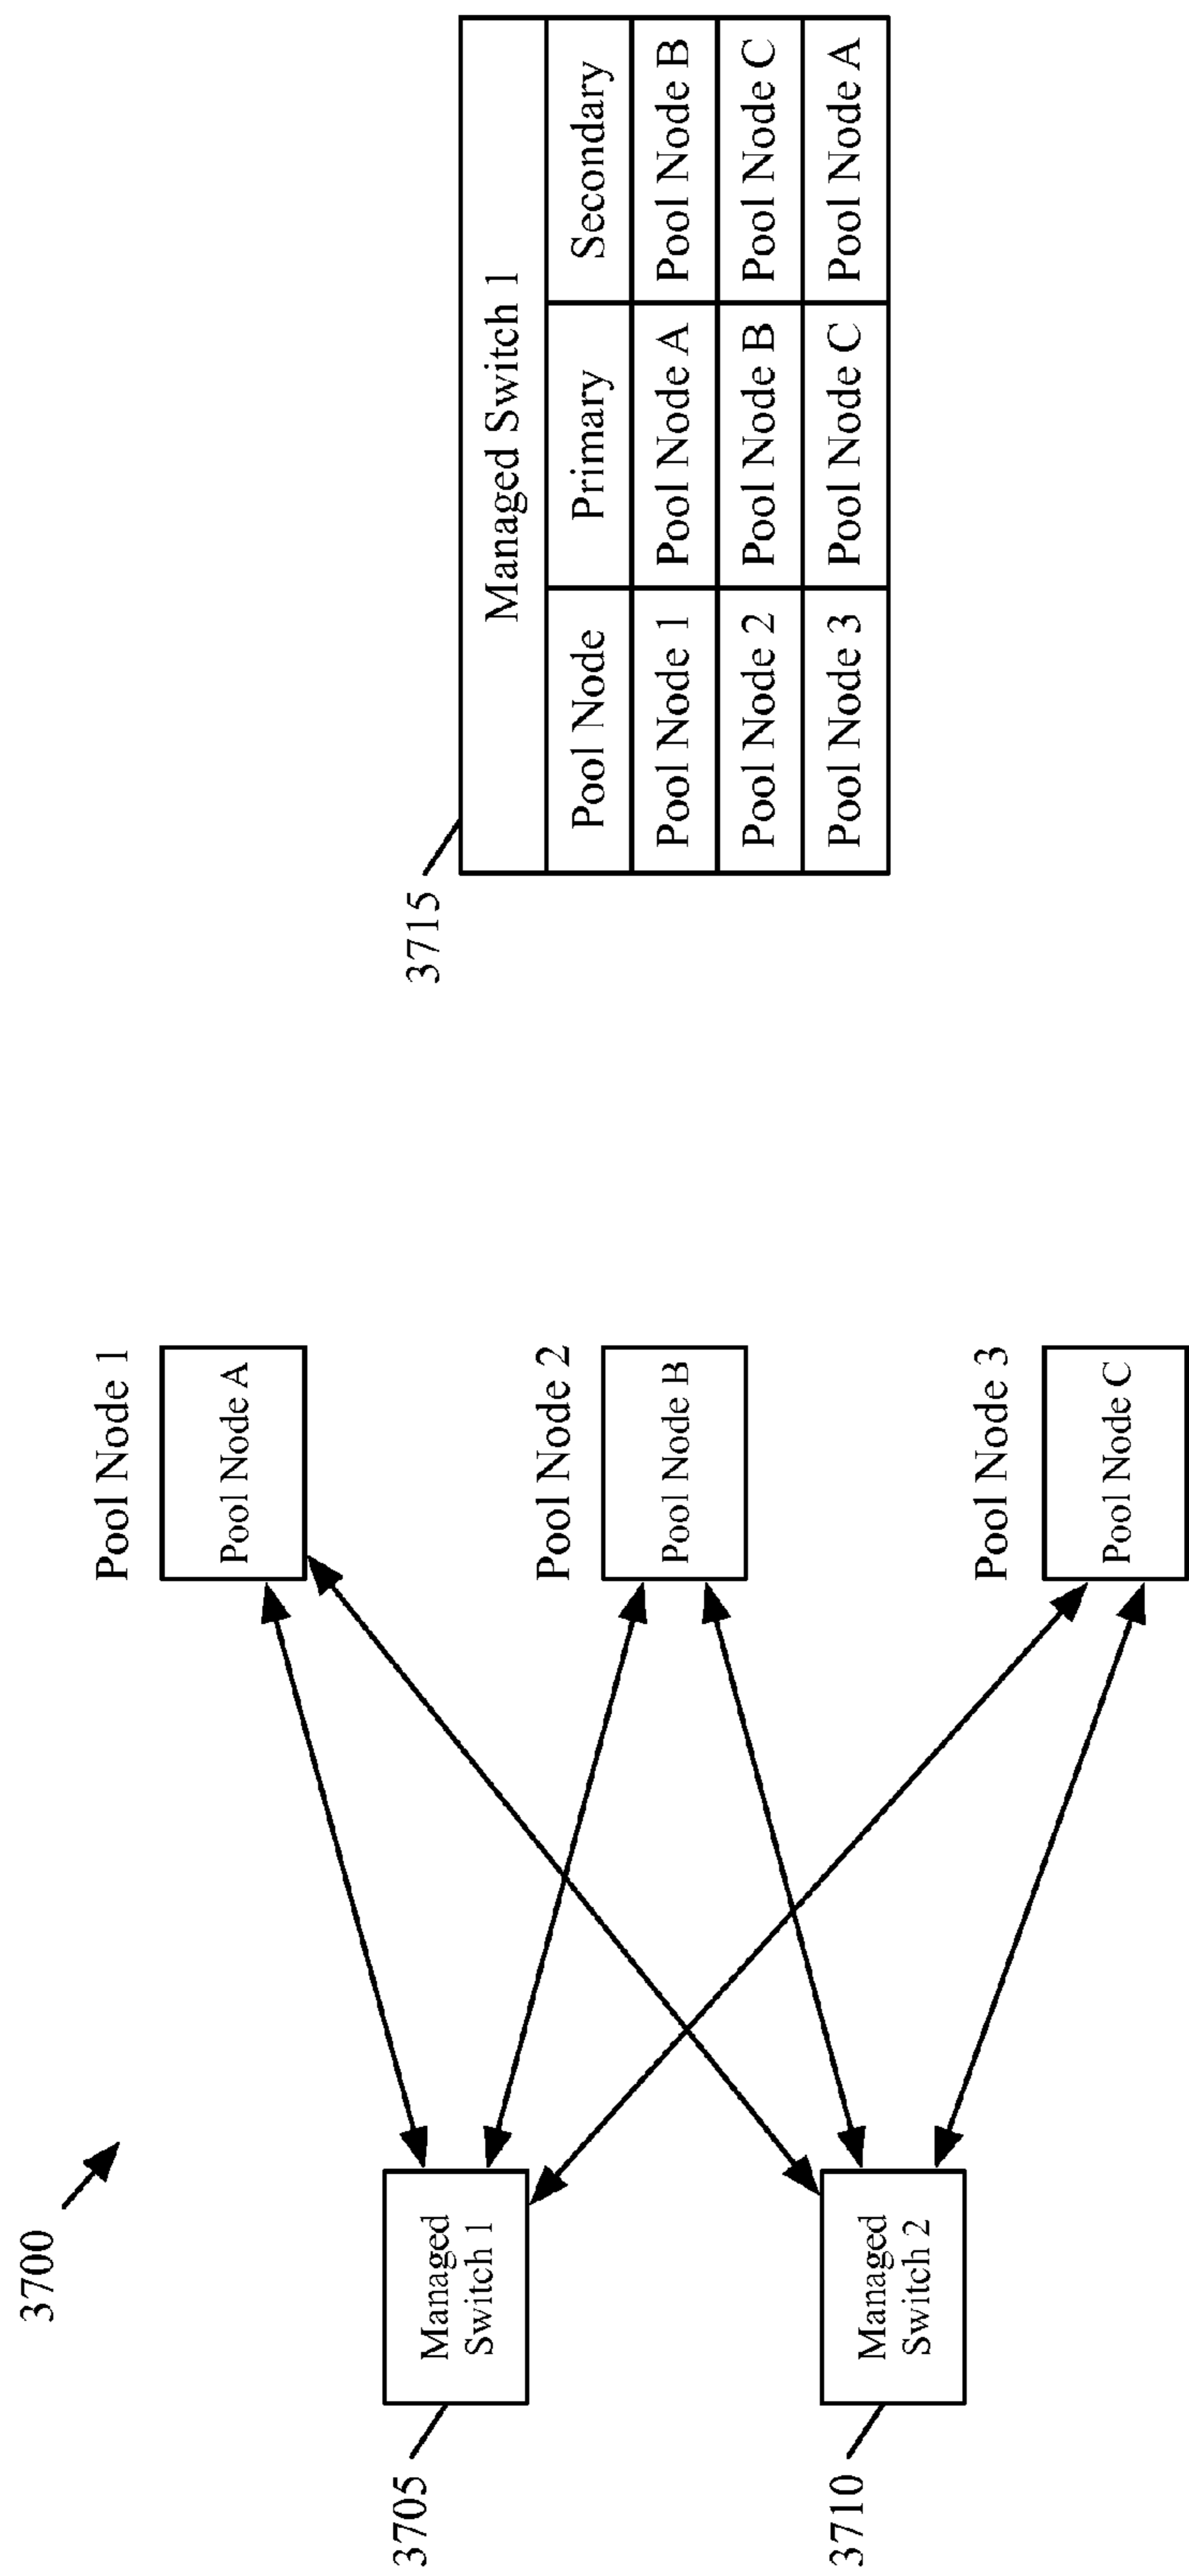 3700
3705
Managed
Switch 1
3710
Managed
Switch 2
Pool Node 1
Pool Node A
Pool Node 2
Pool Node B
Pool Node 3
Pool Node C
3715
Managed Switch 1
Pool Node Primary Secondary
Pool Node 1 Pool Node A Pool Node B
Pool Node 2 Pool Node B Pool Node C
Pool Node 3 Pool Node C Pool Node A